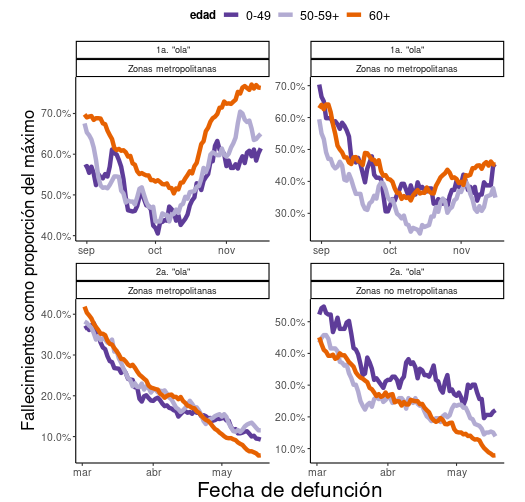 edad 0-49 50-59+ 60+
1a. "ola" 1a. "ola"
Zonas metropolitanas Zonas no metropolitanas
70.0%
60.0%
50.0%
40.0%
70.0%
60.0%
50.0%
40.0%
30.0%
sep oct nov sep oct nov
2a. "ola" 2a. "ola"
Zonas metropolitanas Zonas no metropolitanas
40.0%
30.0%
20.0%
10.0%
50.0%
40.0%
30.0%
20.0%
10.0%
mar abr may mar abr may
Fallecimientos como proporción del máximo
Fecha de defunción